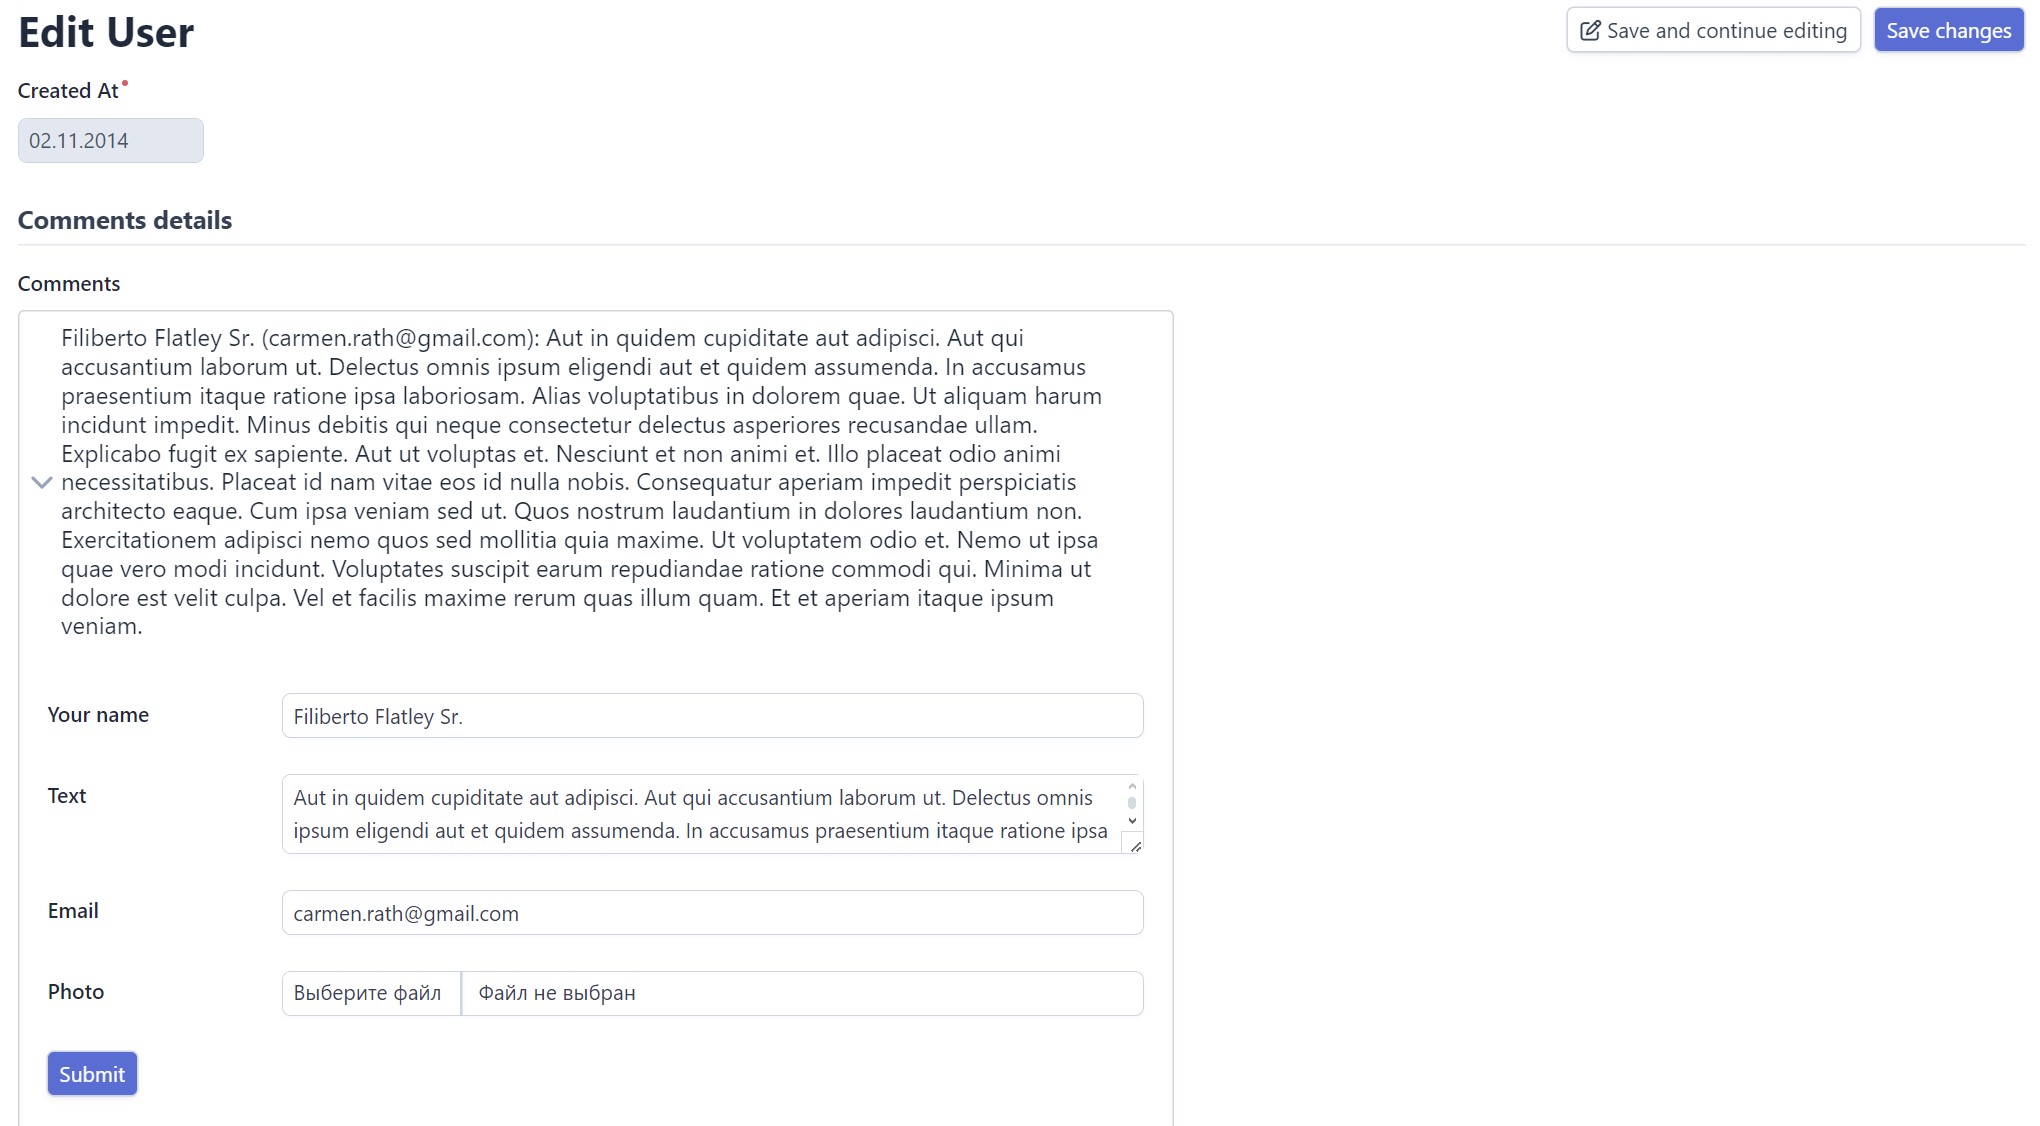 Edit User
Save and continue editing
Save changes
Created At
02.11.2014
Comments details
Comments
Filiberto Flatley Sr. (carmen.rath@gmail.com): Aut in quidem cupiditate aut adipisci. Aut qui
accusantium laborum ut. Delectus omnis ipsum eligendi aut et quidem assumenda. In accusamus
praesentium itaque ratione ipsa laboriosam. Alias voluptatibus in dolorem quae. Ut aliquam harum
incidunt impedit. Minus debitis qui neque consectetur delectus asperiores recusandae ullam.
Explicabo fugit ex sapiente. Aut ut voluptas et. Nesciunt et non animi et. Illo placeat odio animi
necessitatibus. Placeat id nam vitae eos id nulla nobis. Consequatur aperiam impedit perspiciatis
architecto eaque. Cum ipsa veniam sed ut. Quos nostrum laudantium in dolores laudantium non.
Exercitationem adipisci nemo quos sed mollitia quia maxime. Ut voluptatem odio et. Nemo ut ipsa
quae vero modi incidunt. Voluptates suscipit earum repudiandae ratione commodi qui. Minima ut
dolore est velit culpa. Vel et facilis maxime rerum quas illum quam. Et et aperiam itaque ipsum
veniam.
Your name
Filiberto Flatley Sr.
Text
Aut in quidem cupiditate aut adipisci. Aut qui accusantium laborum ut. Delectus omnis
ipsum eligendi aut et quidem assumenda. In accusamus praesentium itaque ratione ipsa
Email
carmen.rath@gmail.com
Photo
Выберите файл
Файл не выбран
Submit